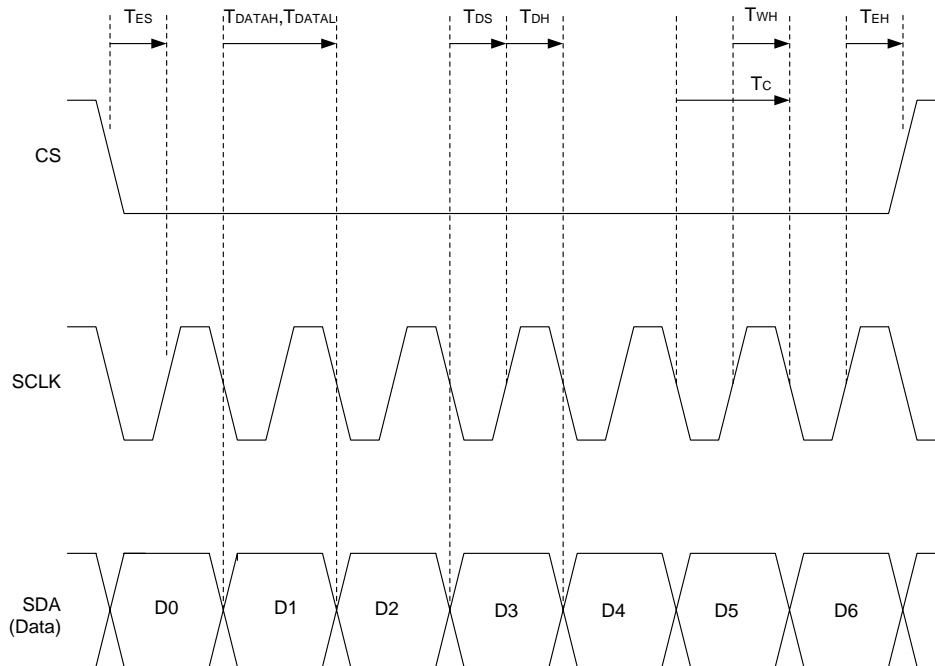 TES
TDATAH,TDATAL
TDS
TDH
TWH
TEH
TC
CS
SCLK
SDA
(Data)
D0
D1
D2
D3
D4
D5
D6